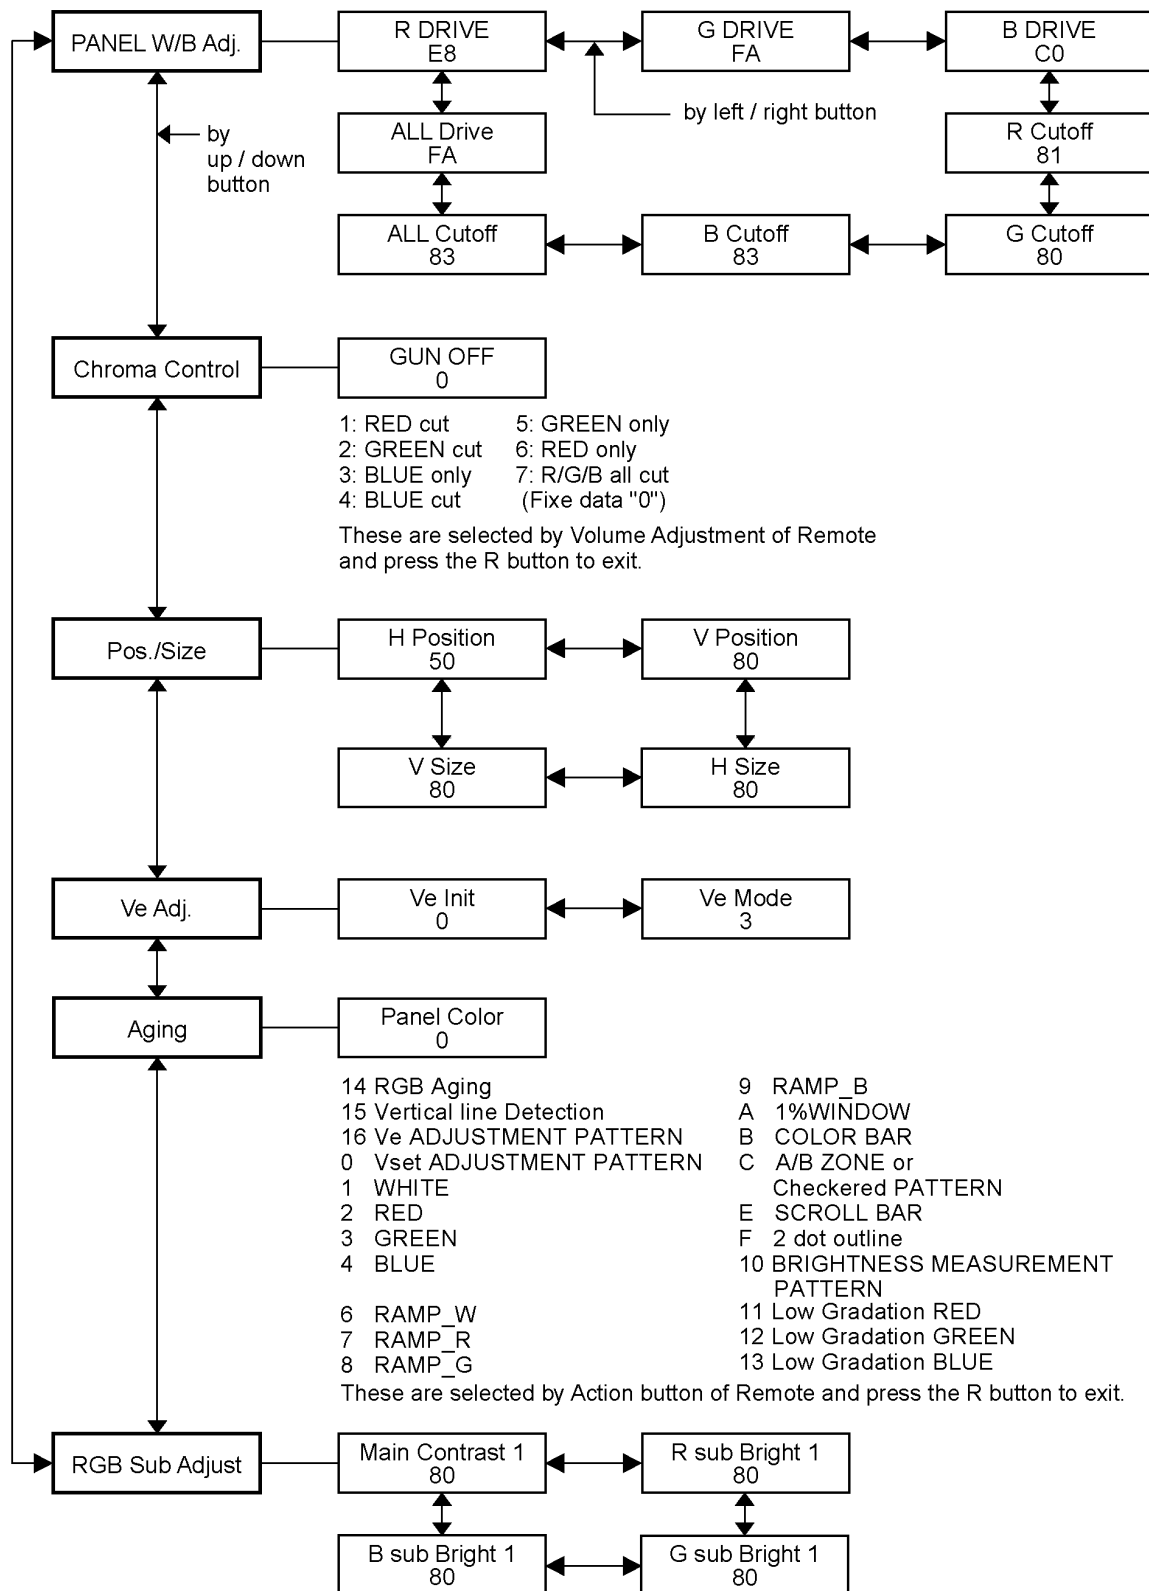 PANEL W/B Adj.
R DRIVE
E8
G DRIVE
FA
B DRIVE
C0
by
up / down
button
by left / right button
ALL Drive
FA
R Cutoff
81
ALL Cutoff
83
B Cutoff
83
G Cutoff
80
Chroma Control
GUN OFF
0
1: RED cut
2: GREEN cut
3: BLUE only
4: BLUE cut
5: GREEN only
6: RED only
7: R/G/B all cut
(Fixe data "0")
These are selected by Volume Adjustment of Remote
and press the R button to exit.
Pos./Size
H Position
50
V Position
80
V Size
80
H Size
80
Ve Adj.
Ve Init
0
Ve Mode
3
Aging
Panel Color
0
14 RGB Aging
15 Vertical line Detection
16 Ve ADJUSTMENT PATTERN
0 Vset ADJUSTMENT PATTERN
1 WHITE
2 RED
3 GREEN
4 BLUE
6 RAMP_W
7 RAMP_R
8 RAMP_G
9 RAMP_B
A 1%WINDOW
B COLOR BAR
C A/B ZONE or
Checkered PATTERN
E SCROLL BAR
F 2 dot outline
10 BRIGHTNESS MEASUREMENT
PATTERN
11 Low Gradation RED
12 Low Gradation GREEN
13 Low Gradation BLUE
These are selected by Action button of Remote and press the R button to exit.
RGB Sub Adjust
Main Contrast 1
80
R sub Bright 1
80
B sub Bright 1
80
G sub Bright 1
80